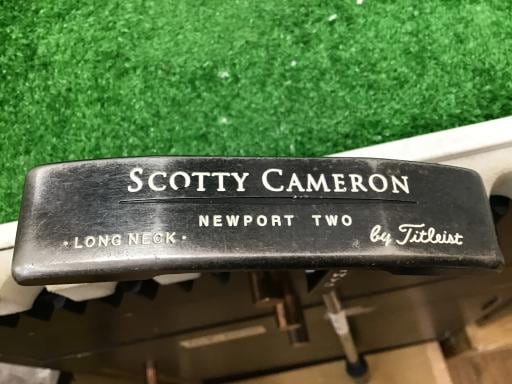 SCOTTY CAMERON
NEWPORT TWO
· LONG NECK ·
by Titleist